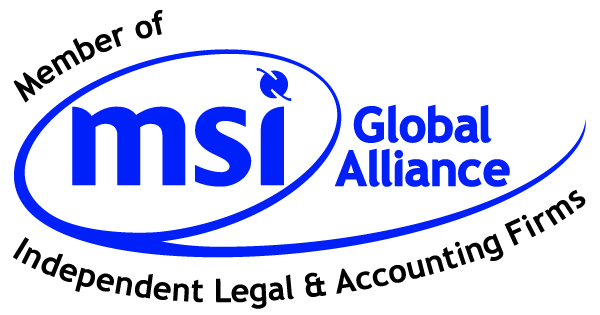 Member of
msi
Global
Alliance
Independent Legal & Accounting Firms